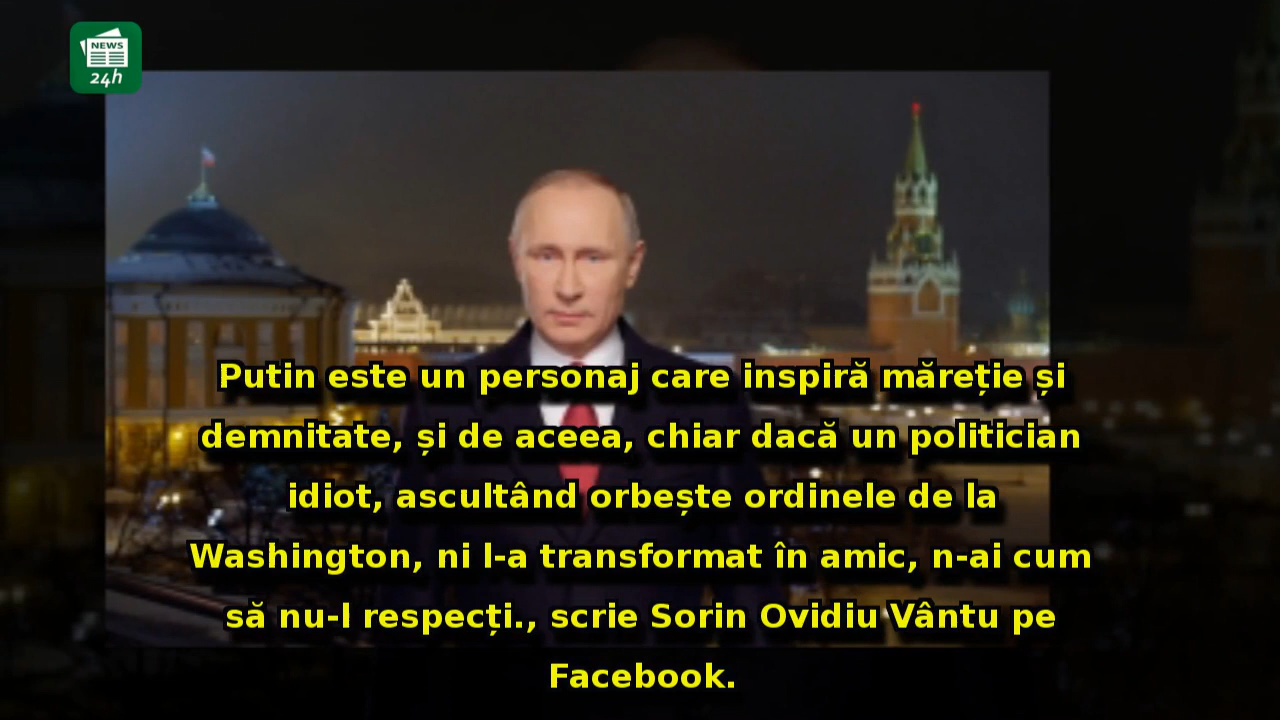 NEWS
24h
Putin este un personaj care inspiră măreție și
demnitate, și de aceea, chiar dacă un politician
idiot, ascultând orbește ordinele de la
Washington, ni l-a transformat în amic, n-ai cum
să nu-l respecți., scrie Sorin Ovidiu Vântu pe
Facebook.